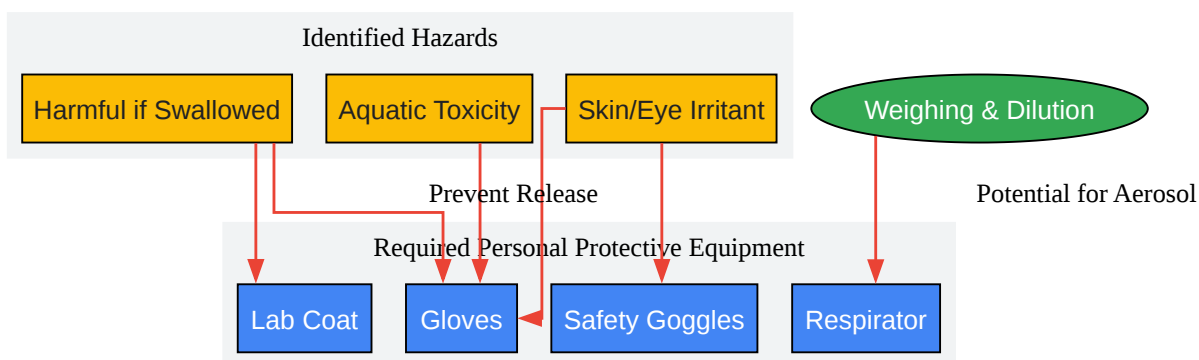 Identified Hazards
Harmful if Swallowed
Aquatic Toxicity
Skin/Eye Irritant
Weighing & Dilution
Prevent Release
Potential for Aerosol
Required Personal Protective Equipment
Lab Coat
Gloves
Safety Goggles
Respirator